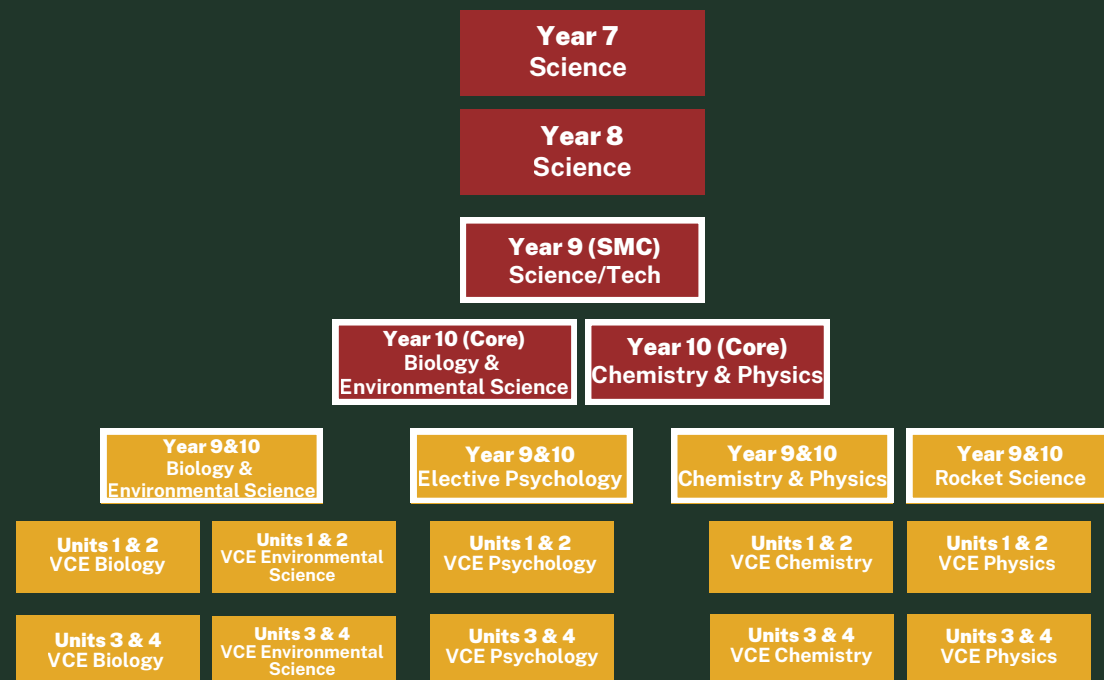 Year 7
Science
Year 8
Science
Year 9 (SMC)
Science/Tech
Year 10 (Core)
Biology &
Environmental Science
Year 10 (Core)
Chemistry & Physics
Year 9&10
Biology &
Environmental Science
Year 9&10
Elective Psychology
Year 9&10
Chemistry & Physics
Year 9&10
Rocket Science
Units 1 & 2
VCE Biology
Units 1 & 2
VCE Environmental
Science
Units 1 & 2
VCE Psychology
Units 1 & 2
VCE Chemistry
Units 1 & 2
VCE Physics
Units 3 & 4
VCE Biology
Units 3 & 4
VCE Environmental
Science
Units 3 & 4
VCE Psychology
Units 3 & 4
VCE Chemistry
Units 3 & 4
VCE Physics